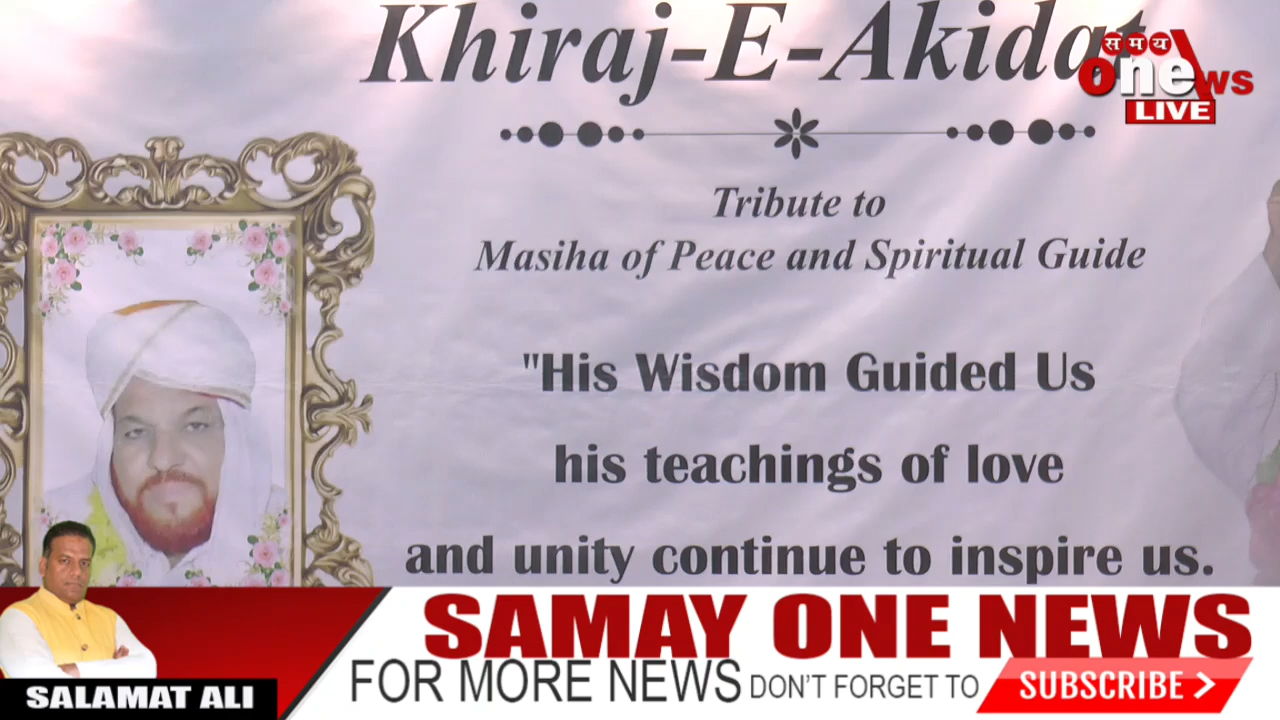 Khiraj-E-Akidat
समय
onews
LIVE
Tribute to
Masiha of Peace and Spiritual Guide
"His Wisdom Guided Us
his teachings of love
and unity continue to inspire us.
SAMAY ONE NEWS
FOR MORE NEWS DON'T FORGET TO SUBSCRIBE >
SALAMAT ALI